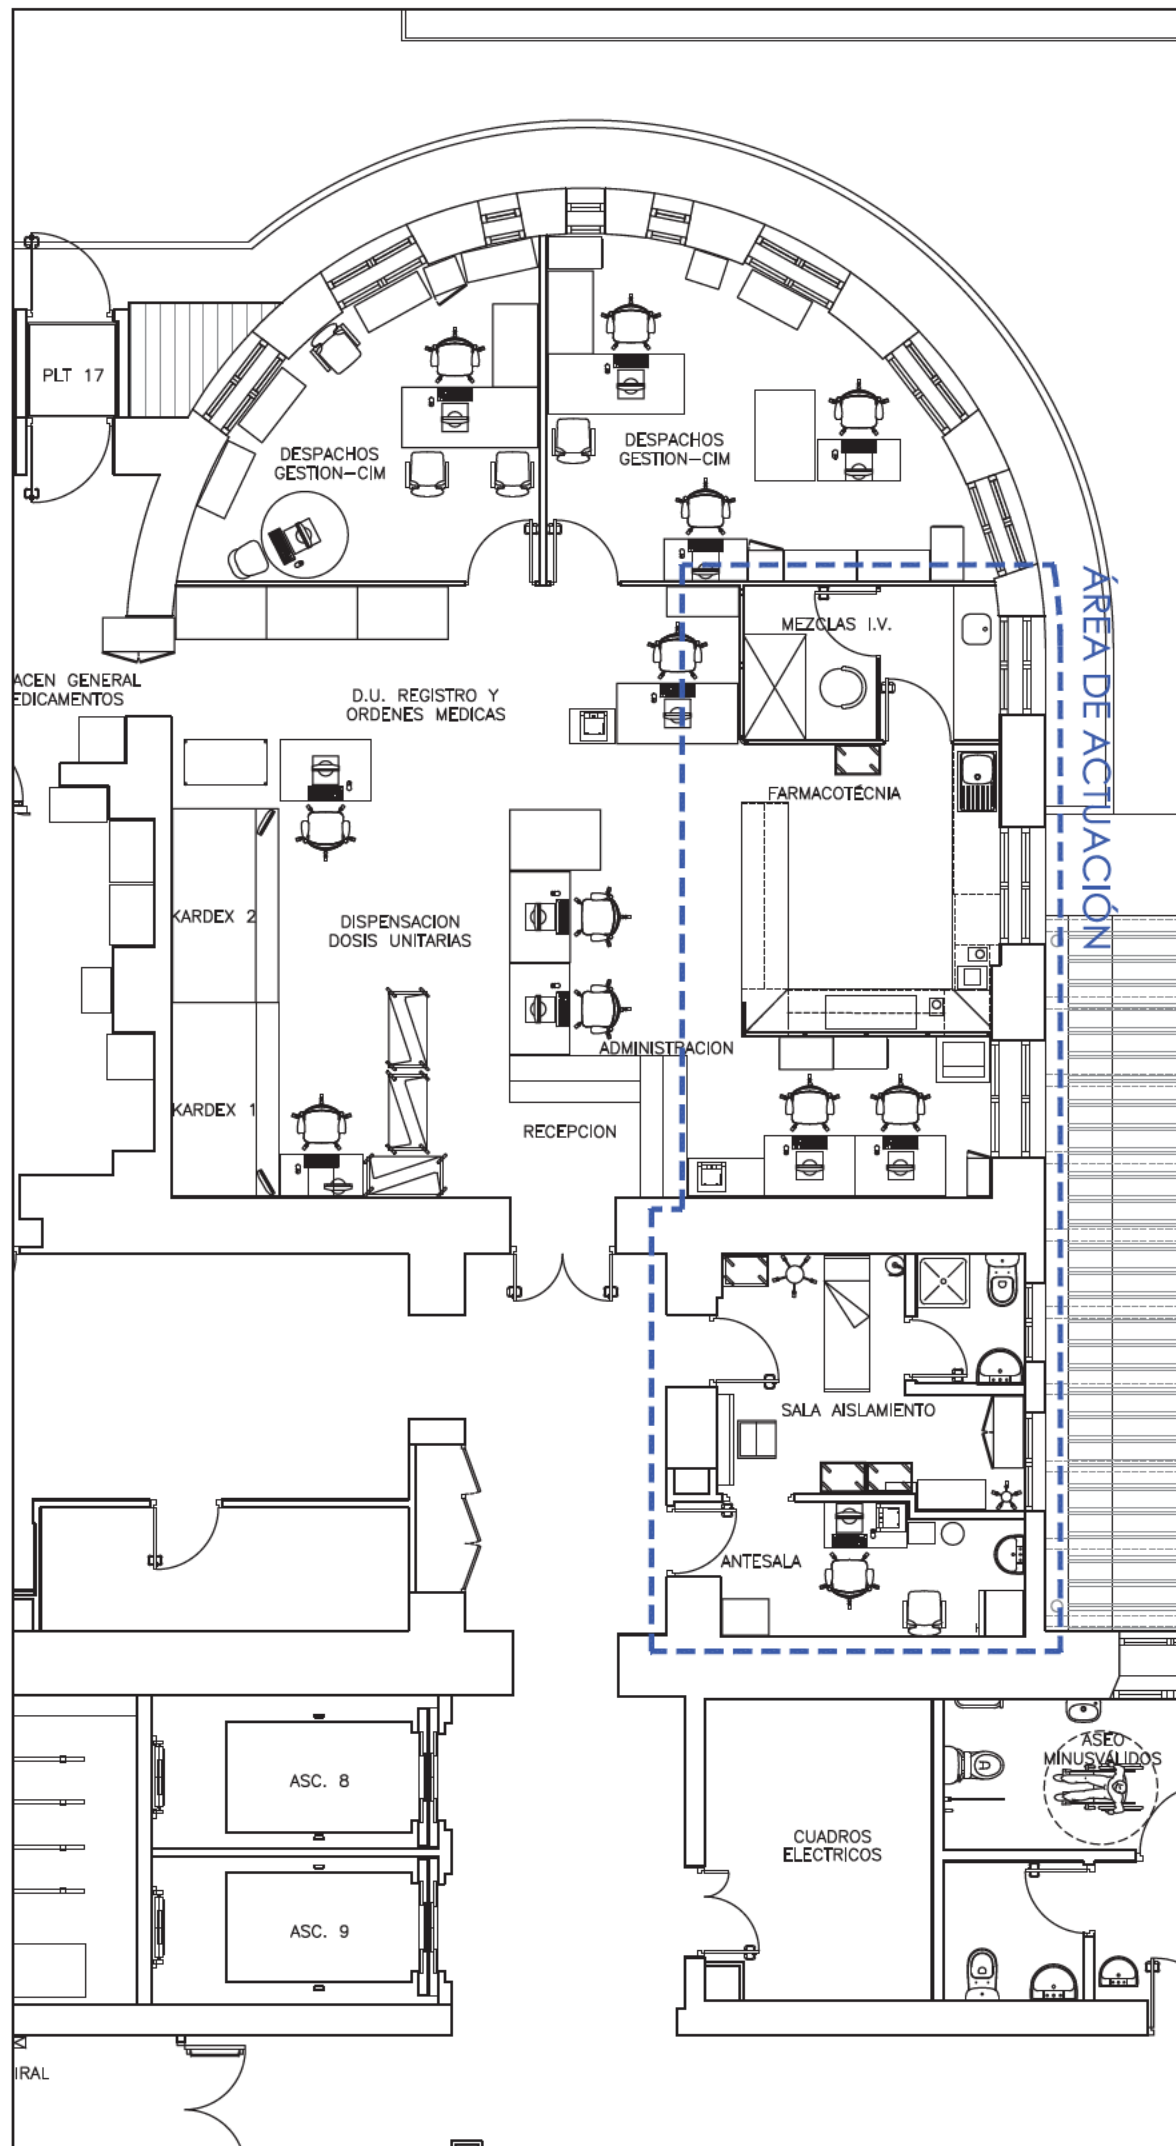 PLT 17
DESPACHOS
GESTION-CIM
DESPACHOS
GESTION-CIM
MEZCLAS I.V.
ÁREA DE ACTUACIÓN
ACEN GENERAL
EDICAMENTOS
D.U. REGISTRO Y
ORDENES MEDICAS
FARMACOTÉCNIA
KARDEX 2
DISPENSACION
DOSIS UNITARIAS
ADMINISTRACION
KARDEX 1
RECEPCION
SALA AISLAMIENTO
ANTESALA
ASEO
MINUSVÁLIDOS
ASC. 8
CUADROS
ELECTRICOS
ASC. 9
IRAL